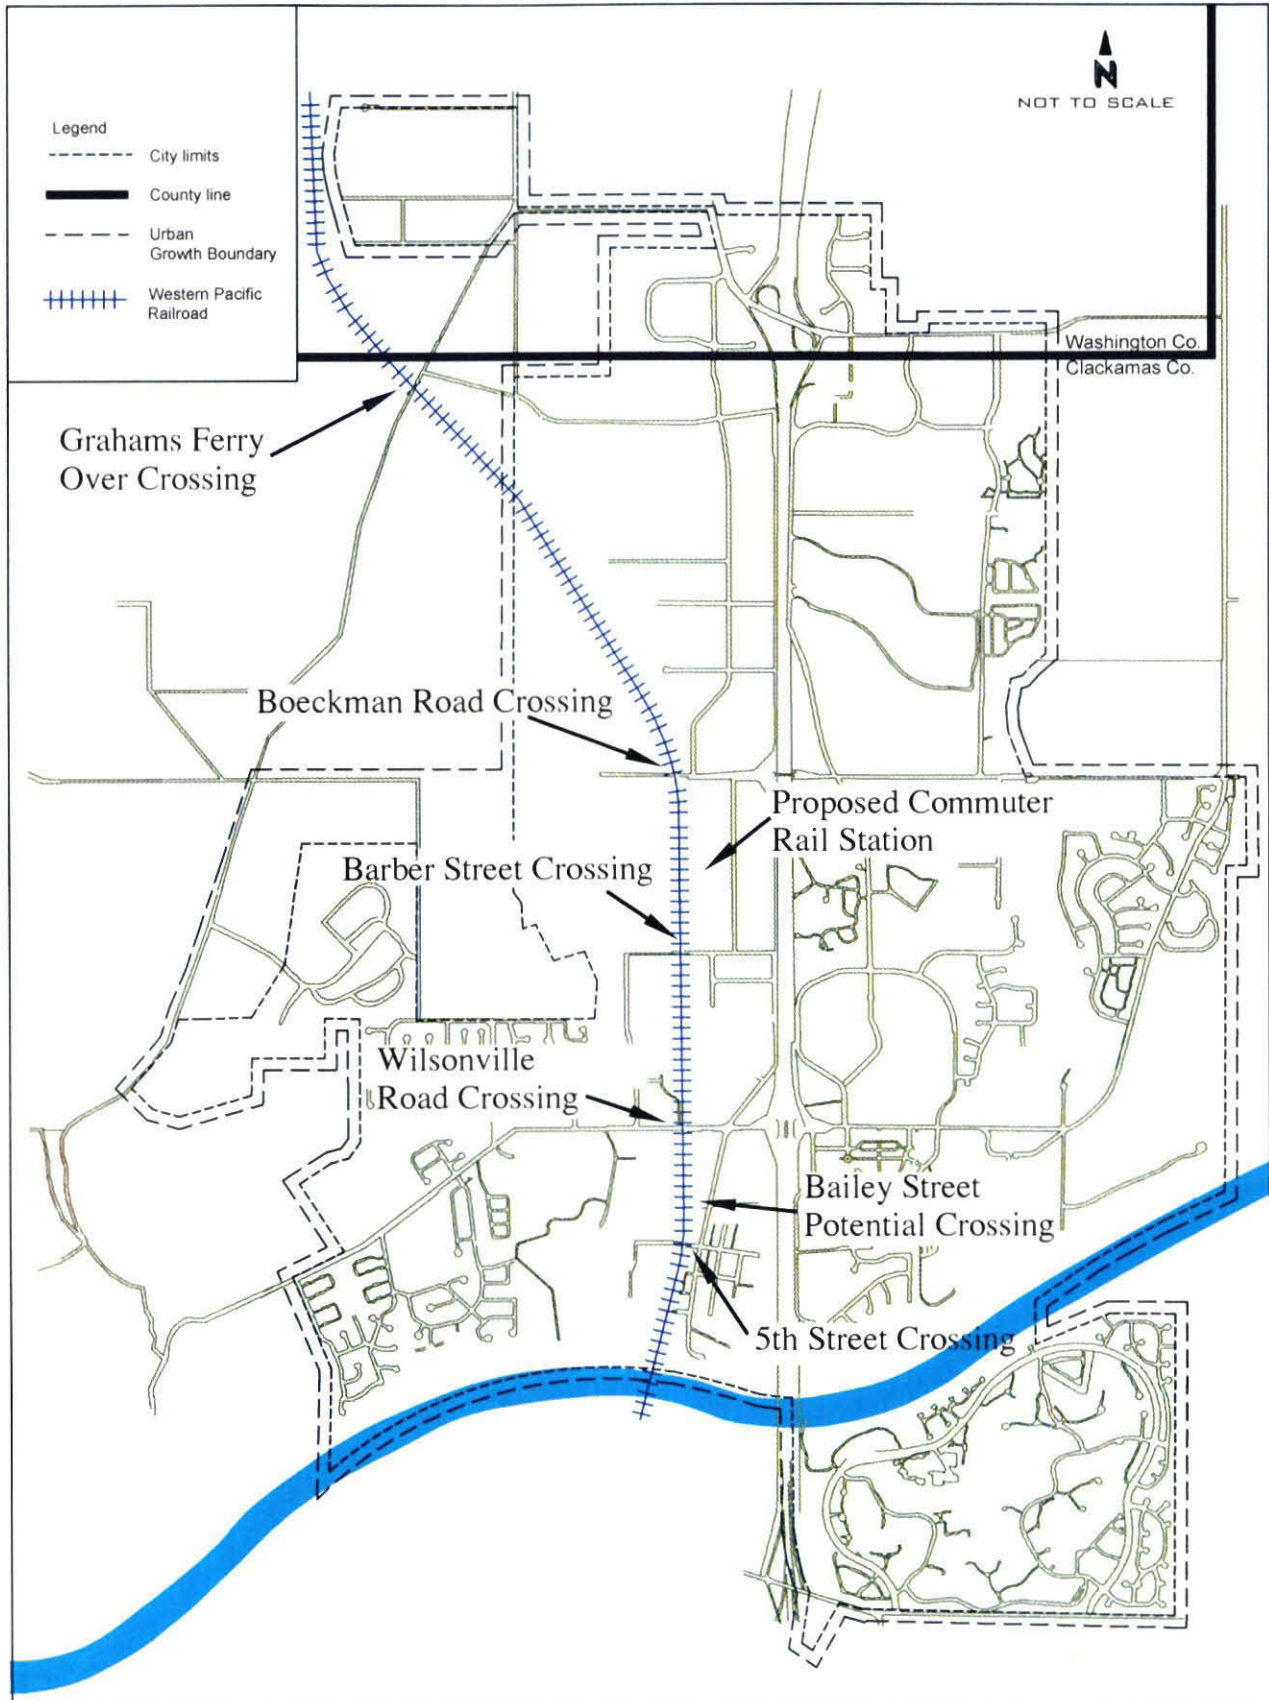 N
NOT TO SCALE
Legend
City limits
County line
Urban
Growth Boundary
Western Pacific
Railroad
Washington Co.
Clackamas Co.
Grahams Ferry
Over Crossing
Boeckman Road Crossing
Proposed Commuter
Rail Station
Barber Street Crossing
Wilsonville
Road Crossing
Bailey Street
Potential Crossing
5th Street Crossing